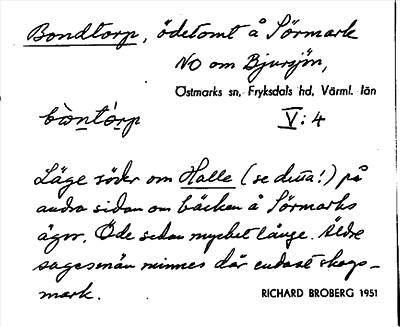 Bondtorp, ödetomt å Sörmark
NO om Bjursjön,
Östmarks sn, Fryksdals hd, Värml. län
bòntórp V:4
Läge söder om Halle (se detta!) på
andra sidan om bäcken å Sörmarks
ägor. Öde sedan mycket länge. Äldre
sagesmän minnes där endast skogs-
mark.
RICHARD BROBERG 1951